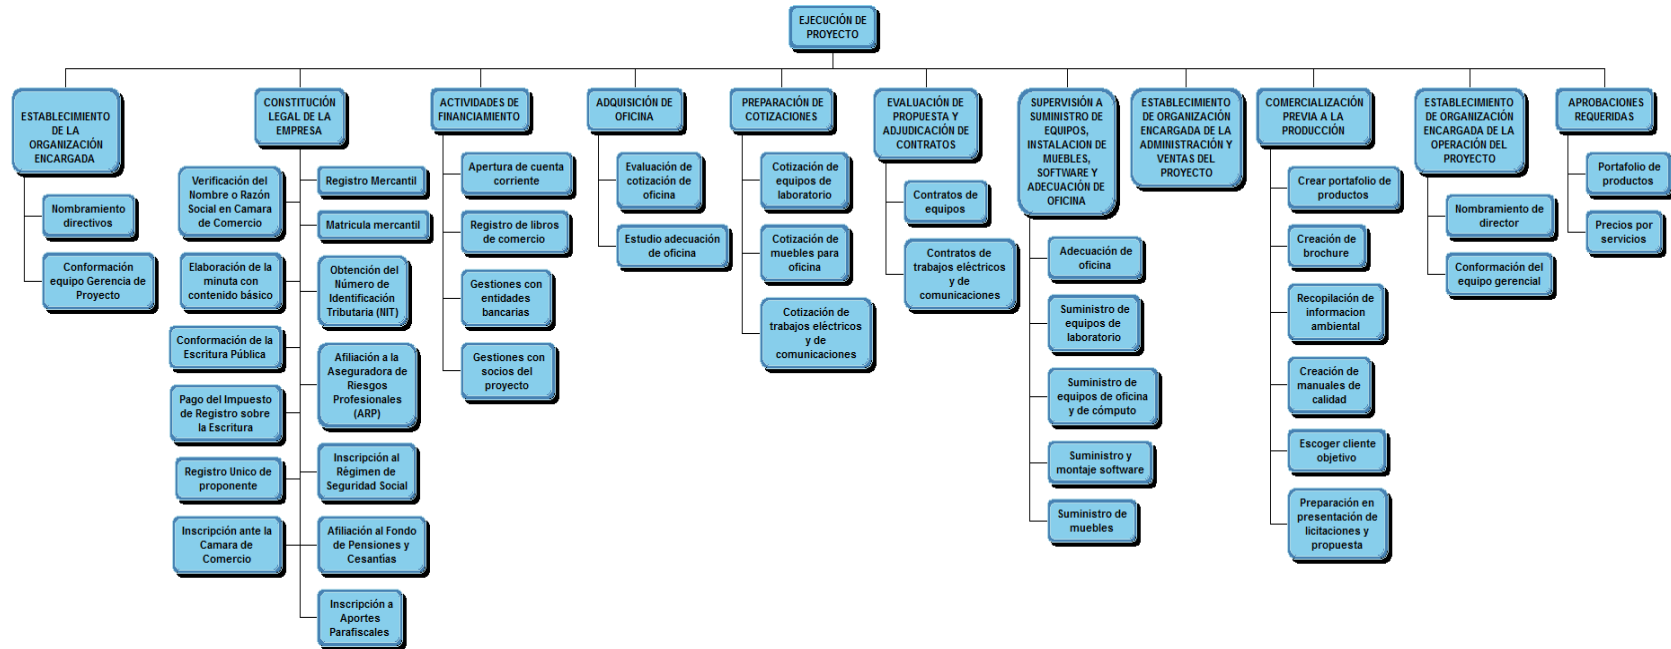 EJECUCIÓN DE
PROYECTO
ESTABLECIMIENTO
DE LA
ORGANIZACIÓN
ENCARGADA
Nombramiento
directivos
Conformación
equipo Gerencia de
Proyecto
CONSTITUCIÓN
LEGAL DE LA
EMPRESA
Verificación del
Nombre o Razón
Social en Camara
de Comercio
Elaboración de la
minuta con
contenido básico
Conformación de la
Escritura Pública
Pago del Impuesto
de Registro sobre
la Escritura
Registro Unico de
proponente
Inscripción ante la
Camara de
Comercio
Registro Mercantil
Matricula mercantil
Obtención del
Número de
Identificación
Tributaria (NIT)
Afiliación a la
Aseguradora de
Riesgos
Profesionales
(ARP)
Inscripción al
Régimen de
Seguridad Social
Afiliación al Fondo
de Pensiones y
Cesantías
Inscripción a
Aportes
Parafiscales
ACTIVIDADES DE
FINANCIAMIENTO
Apertura de cuenta
corriente
Registro de libros
de comercio
Gestiones con
entidades
bancarias
Gestiones con
socios del
proyecto
ADQUISICIÓN DE
OFICINA
Evaluación de
cotización de
oficina
Estudio adecuación
de oficina
PREPARACIÓN DE
COTIZACIONES
Cotización de
equipos de
laboratorio
Cotización de
muebles para
oficina
Cotización de
trabajos eléctricos
y de
comunicaciones
EVALUACIÓN DE
PROPUESTA Y
ADJUDICACIÓN DE
CONTRATOS
Contratos de
equipos
Contratos de
trabajos eléctricos
y de
comunicaciones
SUPERVISIÓN A
SUMINISTRO DE
EQUIPOS,
INSTALACION DE
MUEBLES,
SOFTWARE Y
ADECUACIÓN DE
OFICINA
Adecuación de
oficina
Suministro de
equipos de
laboratorio
Suministro de
equipos de oficina
y de cómputo
Suministro y
montaje software
Suministro de
muebles
ESTABLECIMIENTO
DE ORGANIZACIÓN
ENCARGADA DE LA
ADMINISTRACIÓN Y
VENTAS DEL
PROYECTO
COMERCIALIZACIÓN
PREVIA A LA
PRODUCCIÓN
Crear portafolio de
productos
Creación de
brochure
Recopilación de
informacion
ambiental
Creación de
manuales de
calidad
Escoger cliente
objetivo
Preparación en
presentación de
licitaciones y
propuesta
ESTABLECIMIENTO
DE ORGANIZACIÓN
ENCARGADA DE LA
OPERACIÓN DEL
PROYECTO
Nombramiento de
director
Conformación del
equipo gerencial
APROBACIONES
REQUERIDAS
Portafolio de
productos
Precios por
servicios